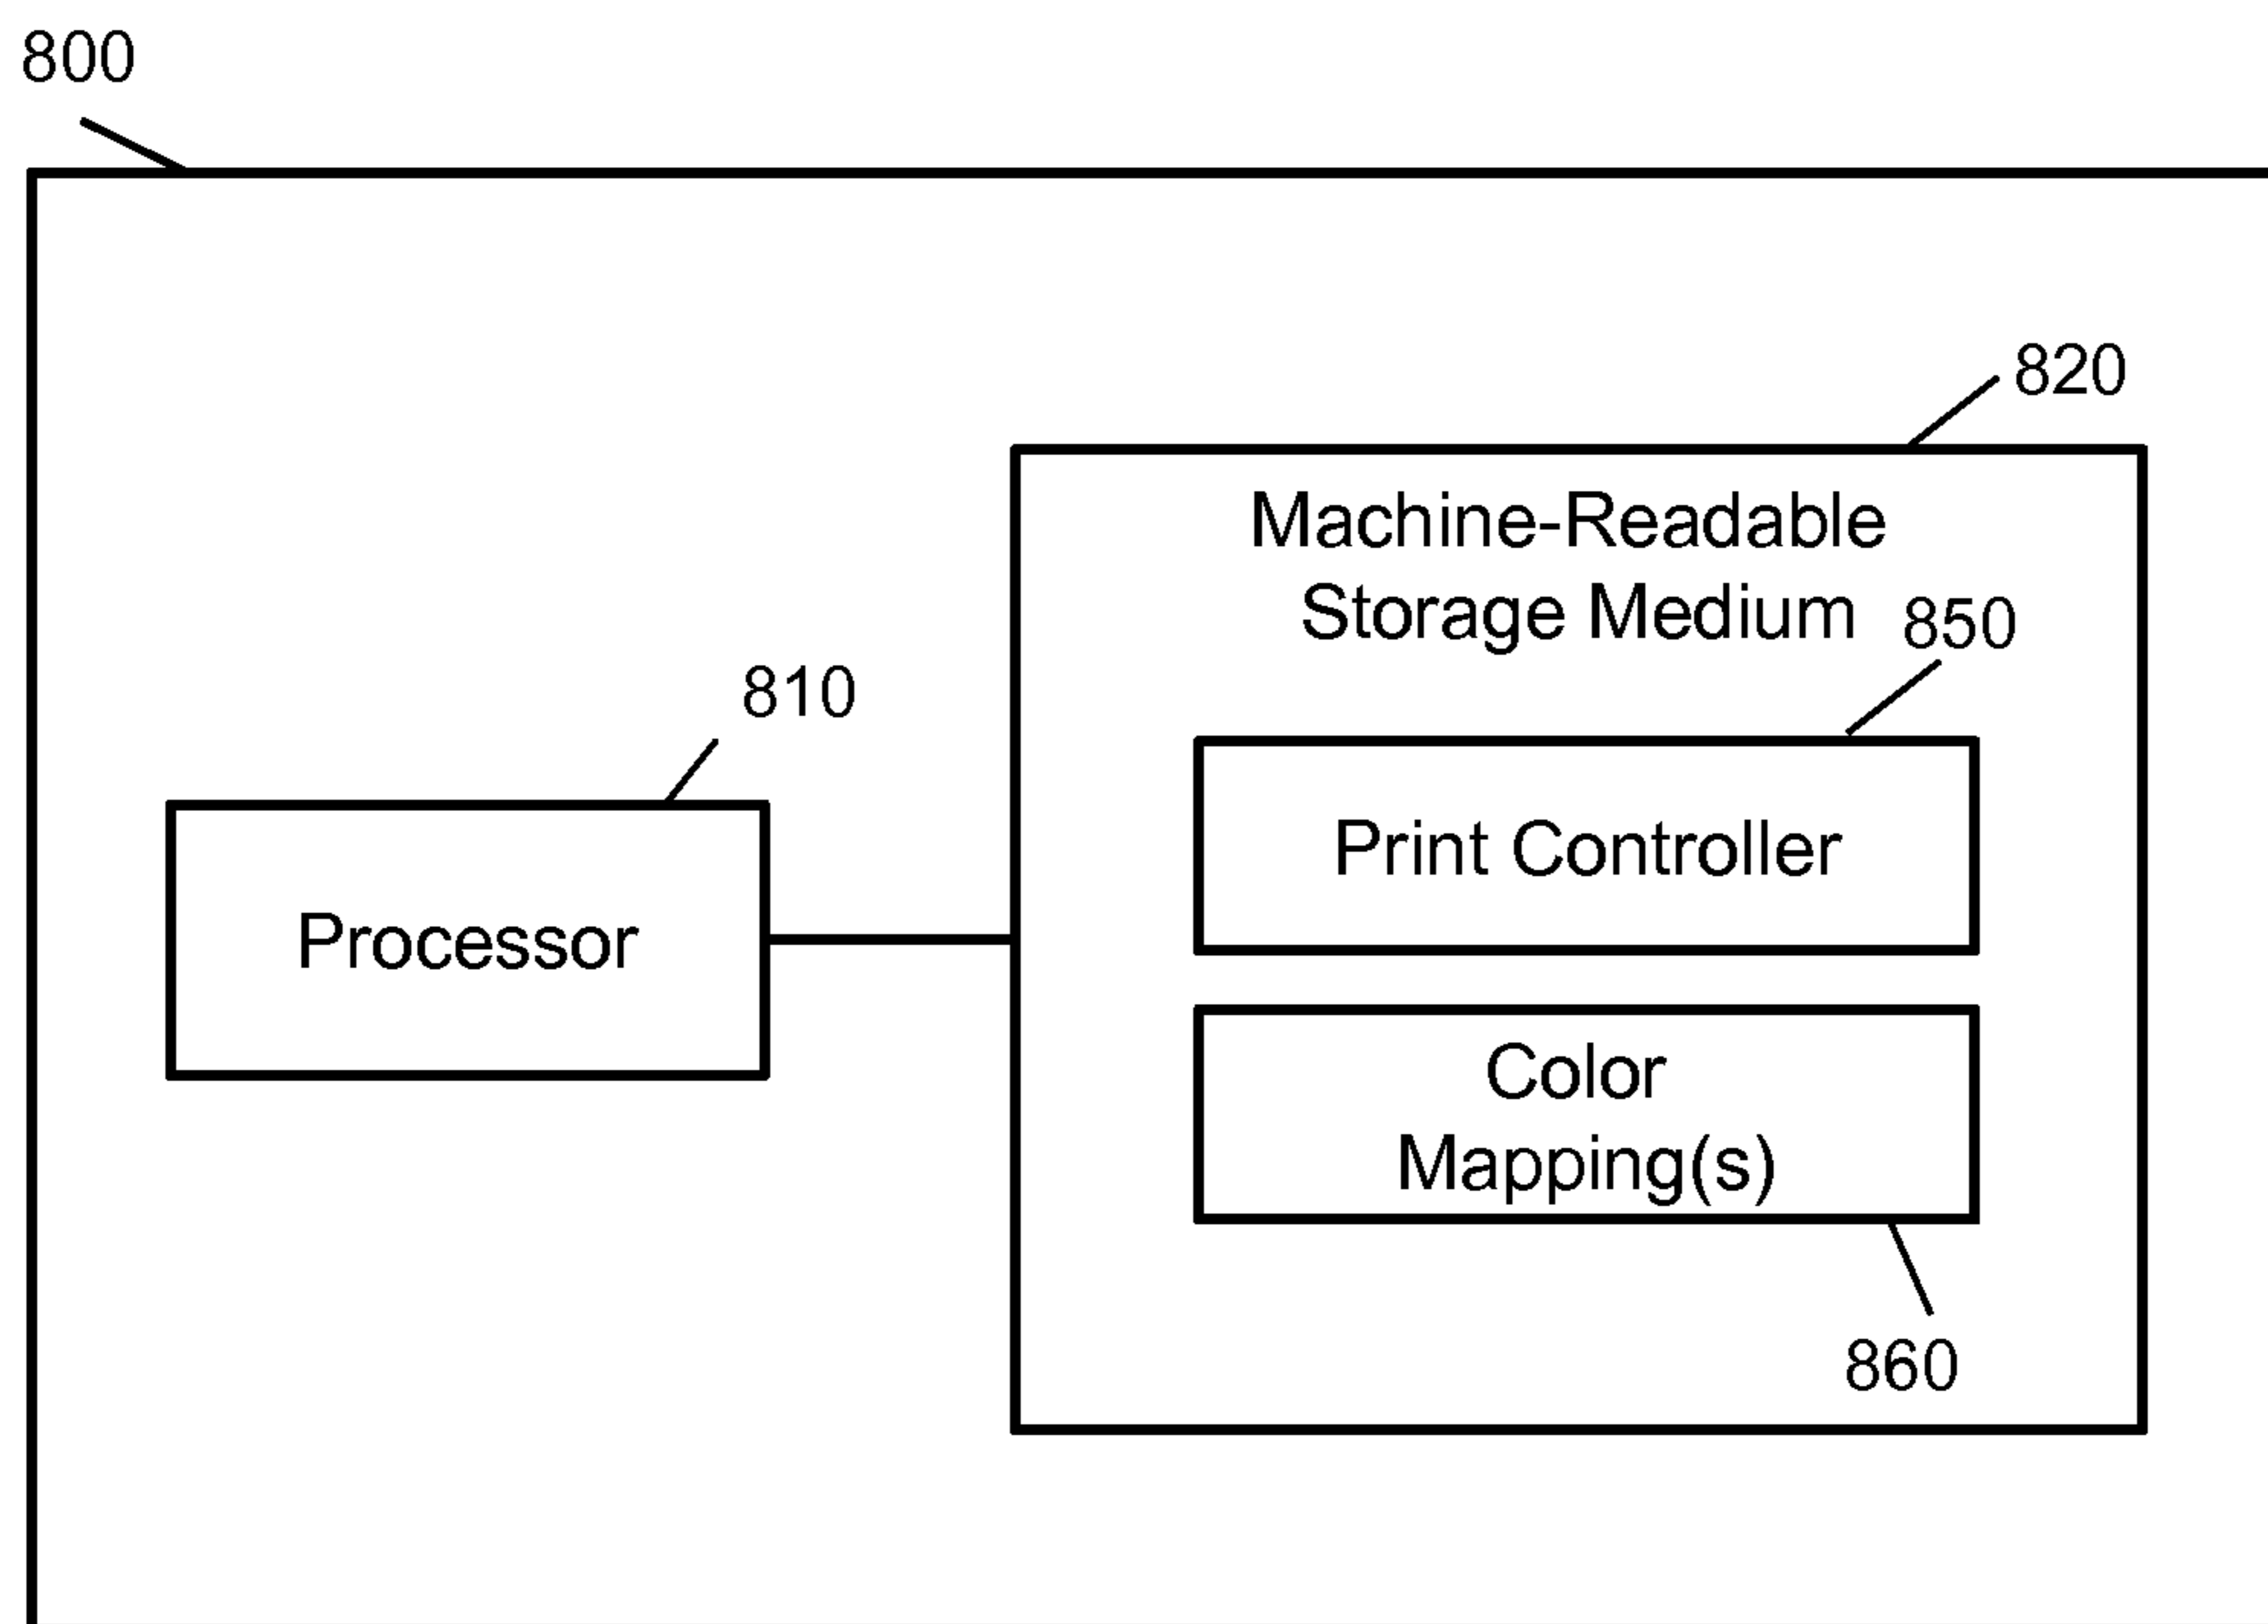 800
820
Machine-Readable
Storage Medium
850
810
Print Controller
Processor
Color
Mapping(s)
860